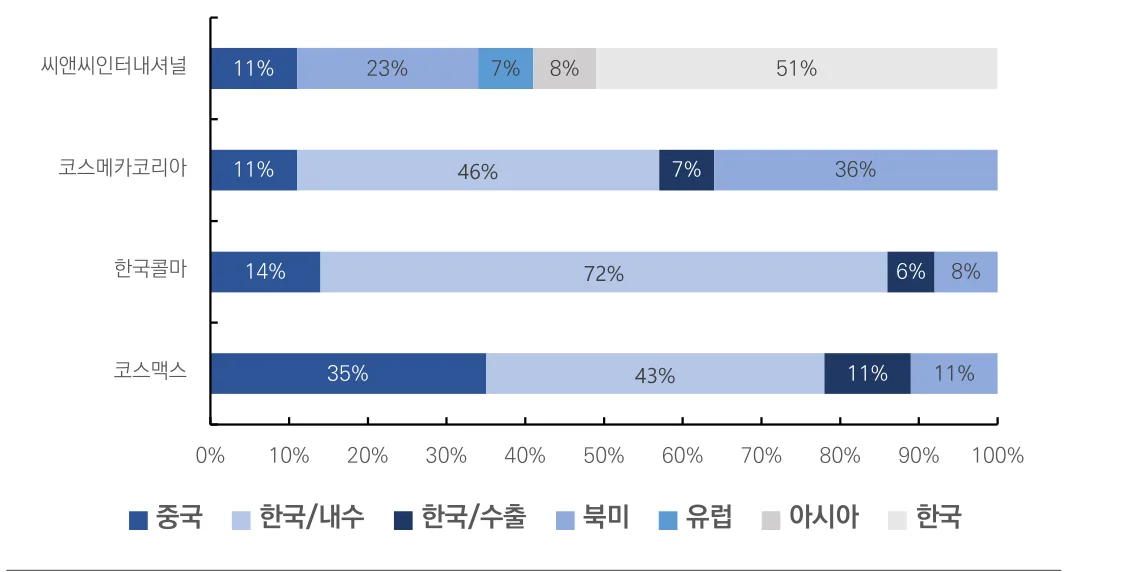 씨앤씨인터내셔널 11% 23% 7% 8% 51%
코스메카코리아 11% 46% 7% 36%
한국콜마 14% 72% 6% 8%
코스맥스 35% 43% 11% 11%
0% 10% 20% 30% 40% 50% 60% 70% 80% 90% 100%
중국 한국/내수 한국/수출 북미 유럽 아시아 한국